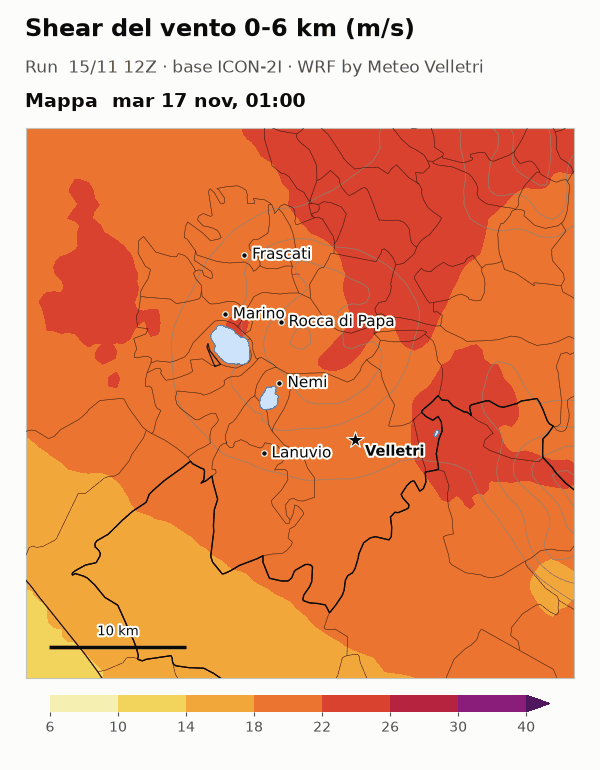 Shear del vento 0-6 km (m/s)
Run  15/11 12Z · base ICON-2I · WRF by Meteo Velletri
Mappa  mar 17 nov, 01:00
Frascati
Marino
Rocca di Papa
Nemi
Velletri
Lanuvio
10 km
6 10 14 18 22 26 30 40